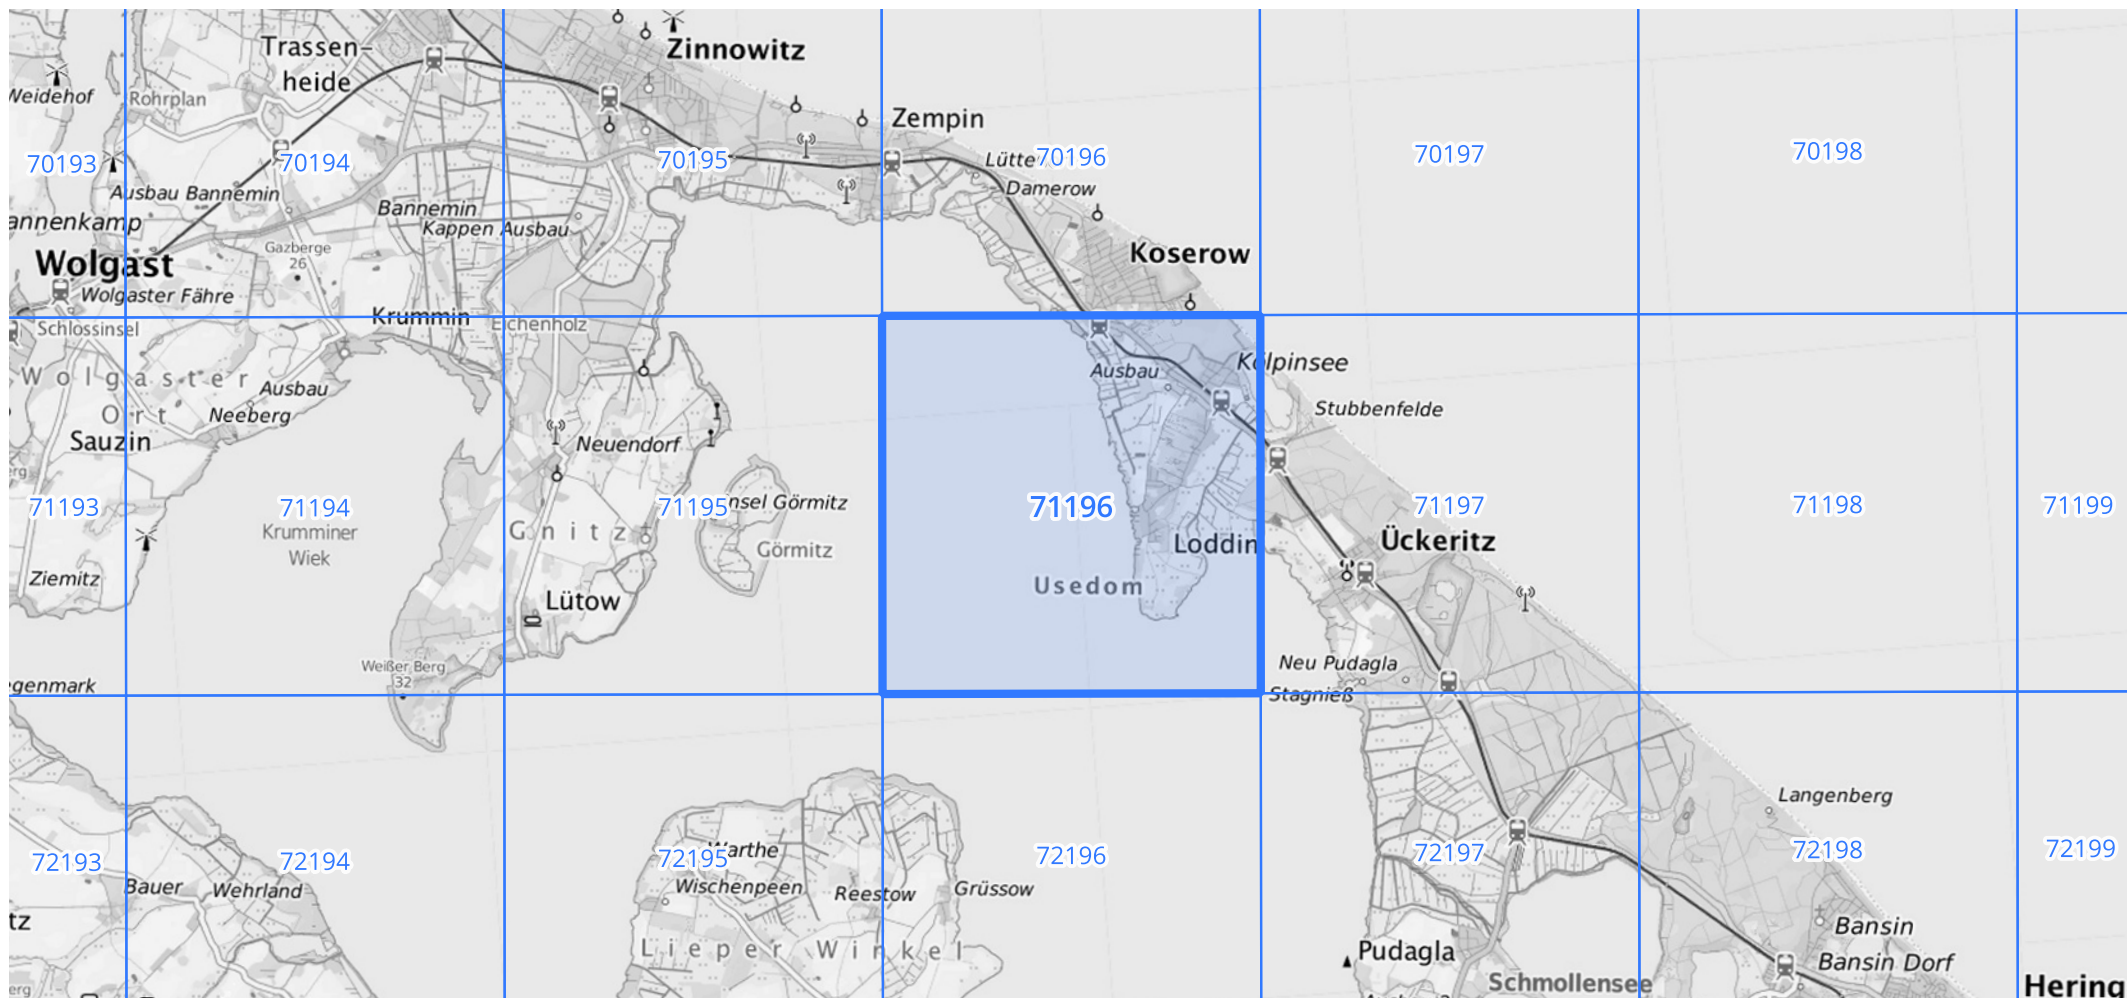 Trassen-
heide
Zinnowitz
Weidehof
Rohrplan
Zempin
70193
70194
70195
Lütte
70196
70197
70198
Ausbau Bannemin
Damerow
annenkamp
Bannemin
Kappen Ausbau
Gazberge
26
Koserow
Wolgast
Wolgaster Fähre
Schlossinsel
Krummin
Eichenholz
Kölpinsee
Wolgaster
Ort
Ausbau
Neeberg
Ausbau
Stubbenfelde
Sauzin
Neuendorf
erg
71193
71194
71195
nsel Görmitz
71196
71197
71198
71199
Krumminer
Wiek
Gnitz
Görmitz
Loddin
Ückeritz
Ziemitz
Lütow
Usedom
Weißer Berg
32
Neu Pudagla
Stagnieß
egenmark
Langenberg
72193
72194
72195
Warthe
72196
72197
72198
72199
Bauer
Wehrland
Wischenpeen
Reestow
Grüssow
tz
Lieper Winkel
Pudagla
Bansin
Bansin Dorf
Schmollensee
Hering
erg